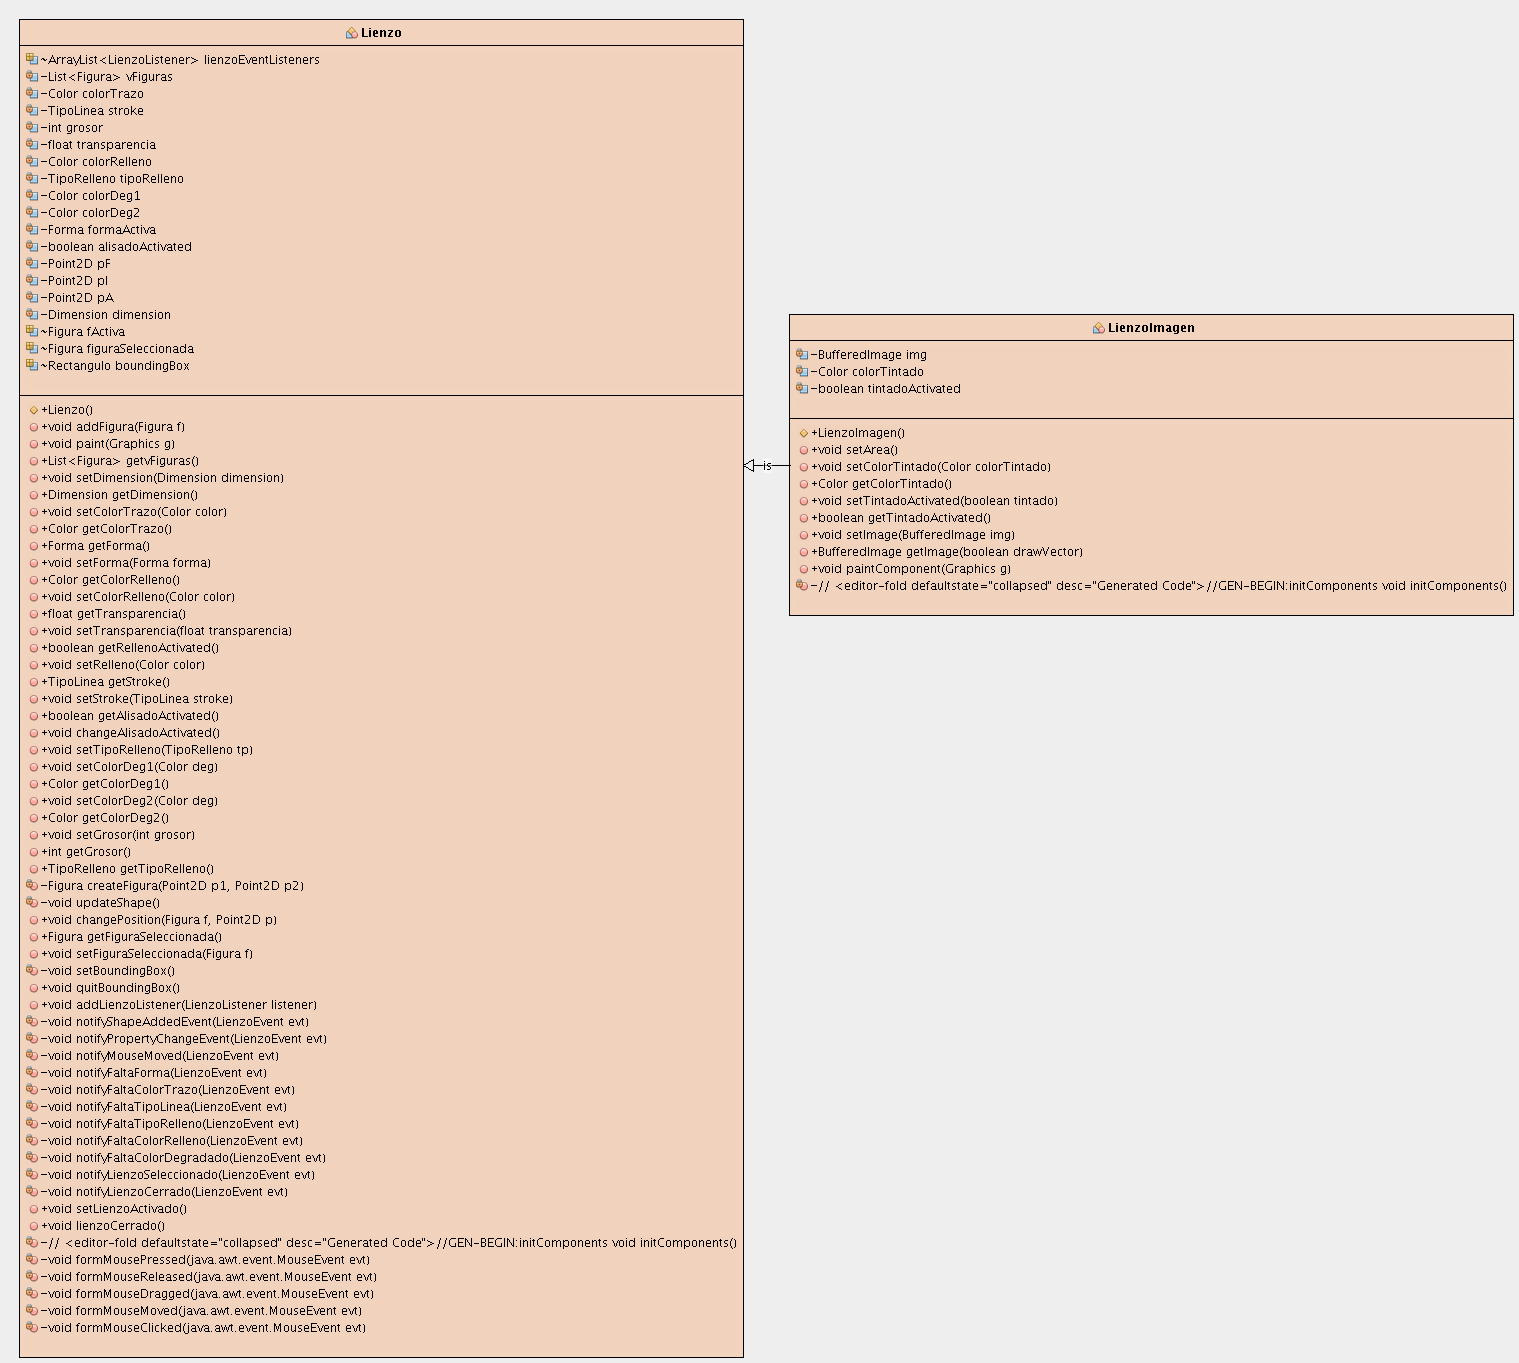 Lienzo
~ArrayList<LienzoListener> lienzoEventListeners
-List<Figura> vFiguras
-Color colorTrazo
-TipoLinea stroke
-int grosor
-float transparencia
-Color colorRelleno
-TipoRelleno tipoRelleno
-Color colorDeg1
-Color colorDeg2
-Forma formaActiva
-boolean alisadoActivated
-Point2D pF
-Point2D pI
-Point2D pA
-Dimension dimension
~Figura fActiva
~Figura figuraSeleccionada
~Rectangulo boundingBox
+Lienzo()
+void addFigura(Figura f)
+void paint(Graphics g)
+List<Figura> getvFiguras()
+void setDimension(Dimension dimension)
+Dimension getDimension()
+void setColorTrazo(Color color)
+Color getColorTrazo()
+Forma getForma()
+void setForma(Forma forma)
+Color getColorRelleno()
+void setColorRelleno(Color color)
+float getTransparencia()
+void setTransparencia(float transparencia)
+boolean getRellenoActivated()
+void setRelleno(Color color)
+TipoLinea getStroke()
+void setStroke(TipoLinea stroke)
+boolean getAlisadoActivated()
+void changeAlisadoActivated()
+void setTipoRelleno(TipoRelleno tp)
+void setColorDeg1(Color deg)
+Color getColorDeg1()
+void setColorDeg2(Color deg)
+Color getColorDeg2()
+void setGrosor(int grosor)
+int getGrosor()
+TipoRelleno getTipoRelleno()
-Figura createFigura(Point2D p1, Point2D p2)
-void updateShape()
+void changePosition(Figura f, Point2D p)
+Figura getFiguraSeleccionada()
+void setFiguraSeleccionada(Figura f)
-void setBoundingBox()
+void quitBoundingBox()
+void addLienzoListener(LienzoListener listener)
-void notifyShapeAddedEvent(LienzoEvent evt)
-void notifyPropertyChangeEvent(LienzoEvent evt)
-void notifyMouseMoved(LienzoEvent evt)
-void notifyFaltaForma(LienzoEvent evt)
-void notifyFaltaColorTrazo(LienzoEvent evt)
-void notifyFaltaTipoLinea(LienzoEvent evt)
-void notifyFaltaTipoRelleno(LienzoEvent evt)
-void notifyFaltaColorRelleno(LienzoEvent evt)
-void notifyFaltaColorDegradado(LienzoEvent evt)
-void notifyLienzoSeleccionado(LienzoEvent evt)
-void notifyLienzoCerrado(LienzoEvent evt)
+void setLienzoActivado()
+void lienzoCerrado()
-// <editor-fold defaultstate="collapsed" desc="Generated Code">//GEN-BEGIN:initComponents void initComponents()
-void formMousePressed(java.awt.event.MouseEvent evt)
-void formMouseReleased(java.awt.event.MouseEvent evt)
-void formMouseDragged(java.awt.event.MouseEvent evt)
-void formMouseMoved(java.awt.event.MouseEvent evt)
-void formMouseClicked(java.awt.event.MouseEvent evt)
is
LienzoImagen
-BufferedImage img
-Color colorTintado
-boolean tintadoActivated
+LienzoImagen()
+void setArea()
+void setColorTintado(Color colorTintado)
+Color getColorTintado()
+void setTintadoActivated(boolean tintado)
+boolean getTintadoActivated()
+void setImage(BufferedImage img)
+BufferedImage getImage(boolean drawVector)
+void paintComponent(Graphics g)
-// <editor-fold defaultstate="collapsed" desc="Generated Code">//GEN-BEGIN:initComponents void initComponents()